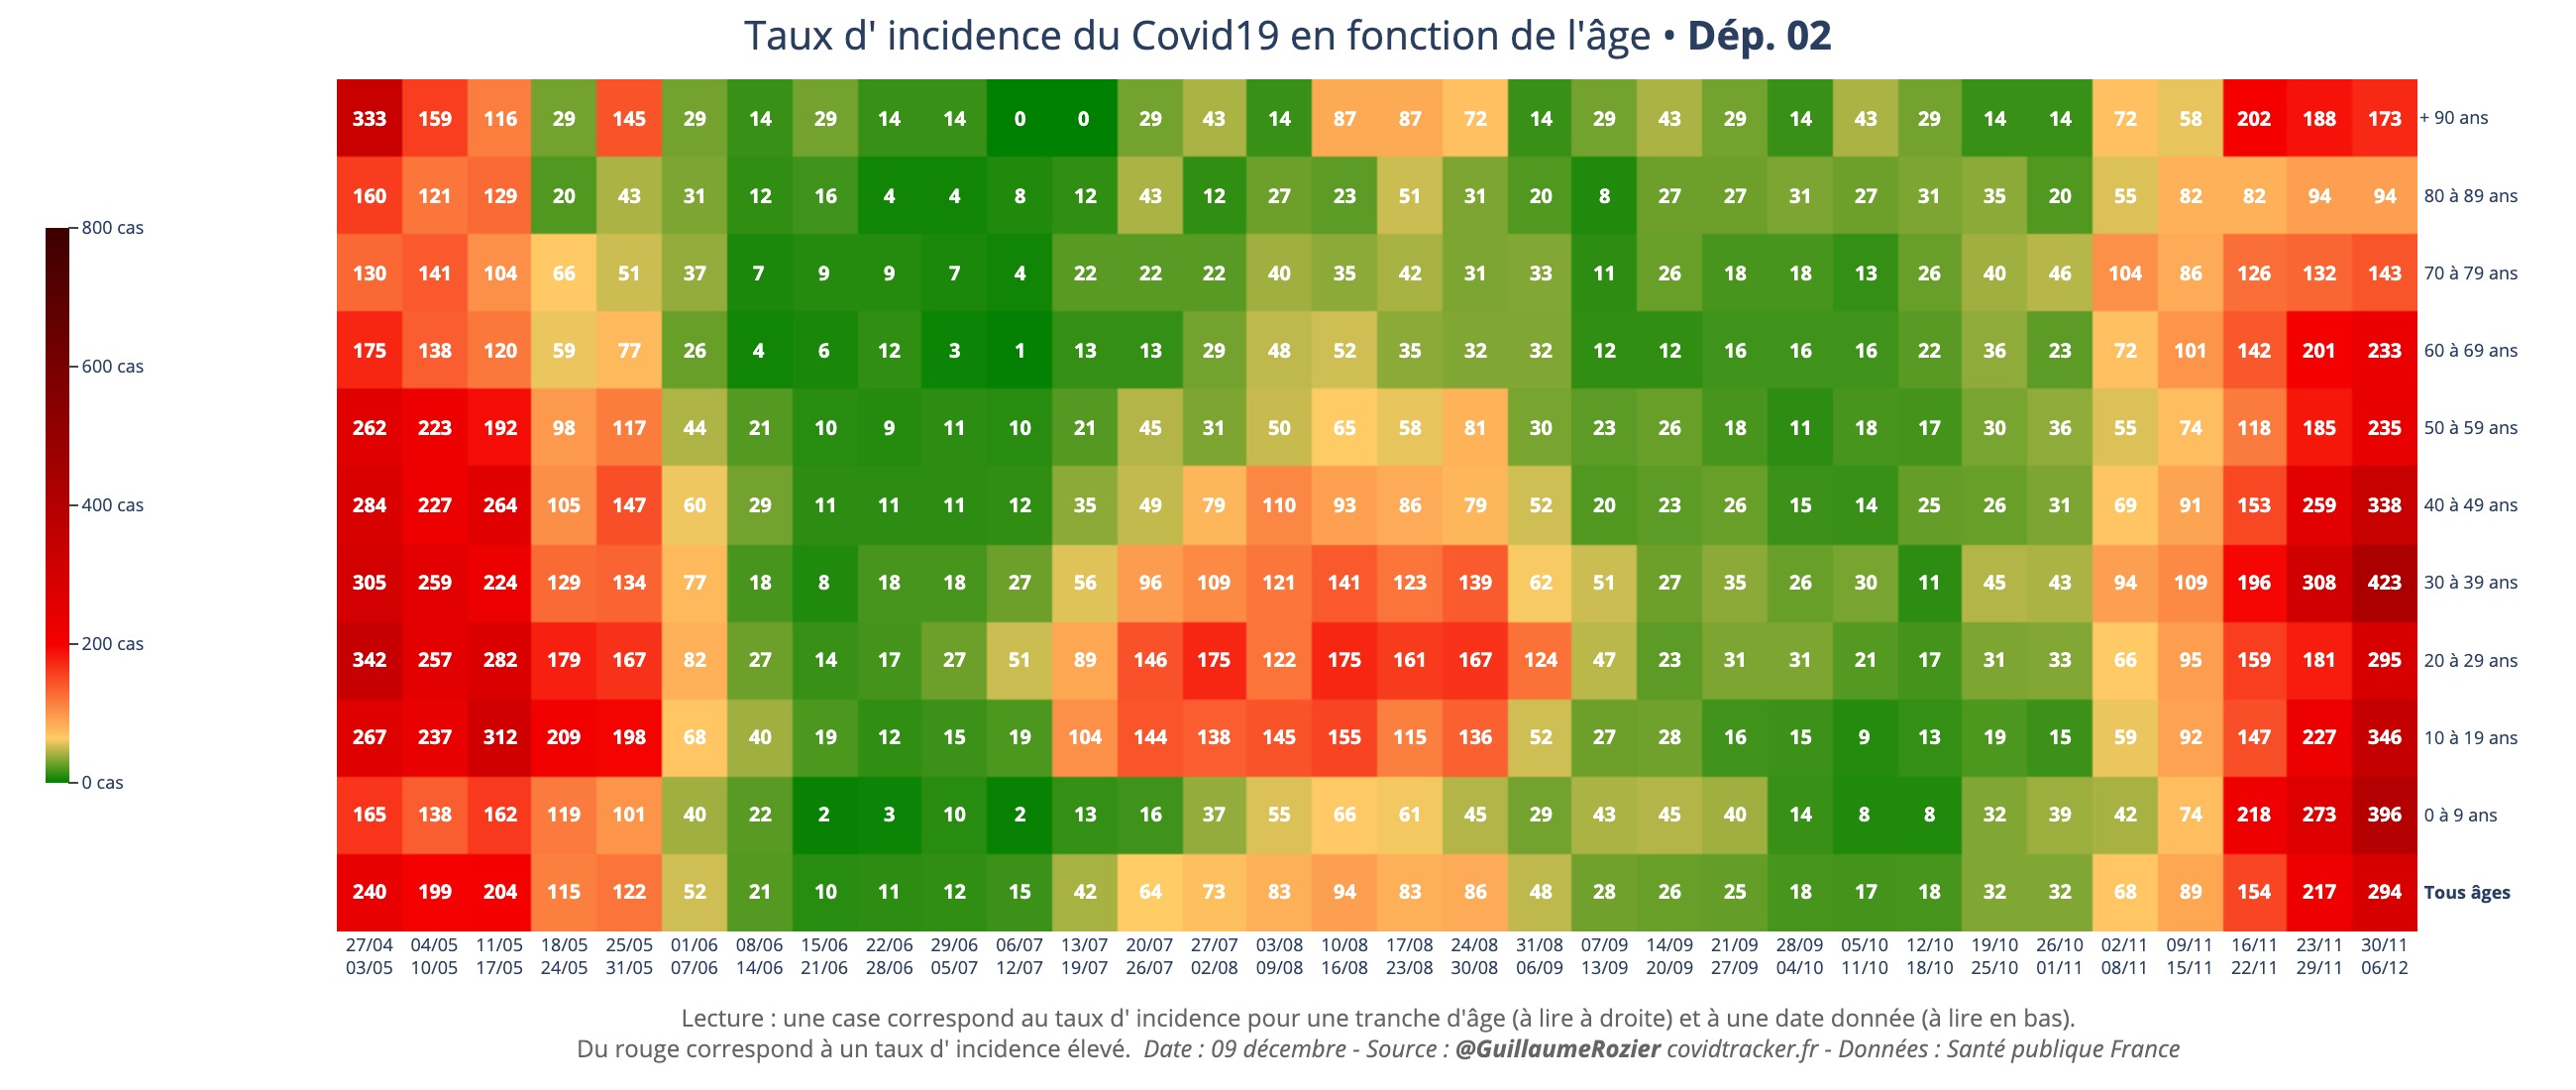 Taux d' incidence du Covid19 en fonction de l'âge • Dép. 02
800 cas
600 cas
400 cas
200 cas
0 cas
333 159 116 29 145 29 14 29 14 14 0 0 29 43 14 87 87 72 14 29 43 29 14 43 29 14 14 72 58 202 188 173 + 90 ans
160 121 129 20 43 31 12 16 4 4 8 12 43 12 27 23 51 31 20 8 27 27 31 27 31 35 20 55 82 82 94 94 80 à 89 ans
130 141 104 66 51 37 7 9 9 7 4 22 22 22 40 35 42 31 33 11 26 18 18 13 26 40 46 104 86 126 132 143 70 à 79 ans
175 138 120 59 77 26 4 6 12 3 1 13 13 29 48 52 35 32 32 12 12 16 16 16 22 36 23 72 101 142 201 233 60 à 69 ans
262 223 192 98 117 44 21 10 9 11 10 21 45 31 50 65 58 81 30 23 26 18 11 18 17 30 36 55 74 118 185 235 50 à 59 ans
284 227 264 105 147 60 29 11 11 11 12 35 49 79 110 93 86 79 52 20 23 26 15 14 25 26 31 69 91 153 259 338 40 à 49 ans
305 259 224 129 134 77 18 8 18 18 27 56 96 109 121 141 123 139 62 51 27 35 26 30 11 45 43 94 109 196 308 423 30 à 39 ans
342 257 282 179 167 82 27 14 17 27 51 89 146 175 122 175 161 167 124 47 23 31 31 21 17 31 33 66 95 159 181 295 20 à 29 ans
267 237 312 209 198 68 40 19 12 15 19 104 144 138 145 155 115 136 52 27 28 16 15 9 13 19 15 59 92 147 227 346 10 à 19 ans
165 138 162 119 101 40 22 2 3 10 2 13 16 37 55 66 61 45 29 43 45 40 14 8 8 32 39 42 74 218 273 396 0 à 9 ans
240 199 204 115 122 52 21 10 11 12 15 42 64 73 83 94 83 86 48 28 26 25 18 17 18 32 32 68 89 154 217 294 Tous âges
27/04 04/05 11/05 18/05 25/05 01/06 08/06 15/06 22/06 29/06 06/07 13/07 20/07 27/07 03/08 10/08 17/08 24/08 31/08 07/09 14/09 21/09 28/09 05/10 12/10 19/10 26/10 02/11 09/11 16/11 23/11 30/11
03/05 10/05 17/05 24/05 31/05 07/06 14/06 21/06 28/06 05/07 12/07 19/07 26/07 02/08 09/08 16/08 23/08 30/08 06/09 13/09 20/09 27/09 04/10 11/10 18/10 25/10 01/11 08/11 15/11 22/11 29/11 06/12
Lecture : une case correspond au taux d' incidence pour une tranche d'âge (à lire à droite) et à une date donnée (à lire en bas).
Du rouge correspond à un taux d' incidence élevé. Date : 09 décembre - Source : @GuillaumeRozier covidtracker.fr - Données : Santé publique France